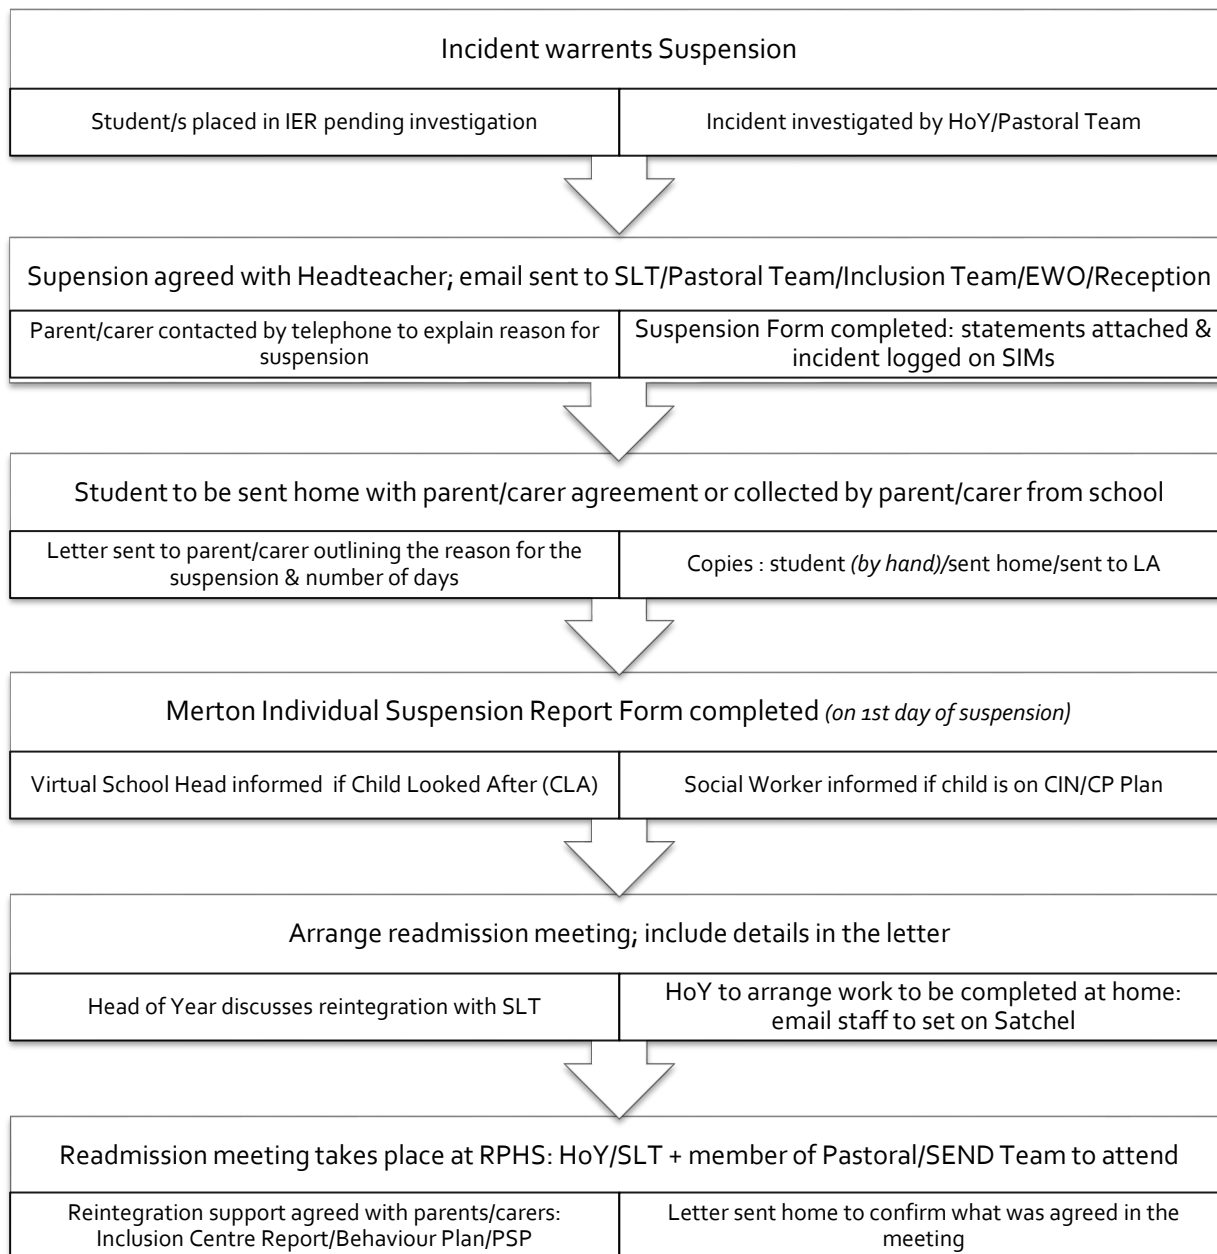 Incident warrents Suspension
Student/s placed in IER pending investigation
Incident investigated by HoY/Pastoral Team
Supension agreed with Headteacher; email sent to SLT/Pastoral Team/Inclusion Team/EWO/Reception
Parent/carer contacted by telephone to explain reason for
suspension
Suspension Form completed: statements attached &
incident logged on SIMs
Student to be sent home with parent/carer agreement or collected by parent/carer from school
Letter sent to parent/carer outlining the reason for the
suspension & number of days
Copies : student (by hand)/sent home/sent to LA
Merton Individual Suspension Report Form completed (on 1st day of suspension)
Virtual School Head informed  if Child Looked After (CLA)
Social Worker informed if child is on CIN/CP Plan
Arrange readmission meeting; include details in the letter
Head of Year discusses reintegration with SLT
HoY to arrange work to be completed at home:
email staff to set on Satchel
Readmission meeting takes place at RPHS: HoY/SLT + member of Pastoral/SEND Team to attend
Reintegration support agreed with parents/carers:
Inclusion Centre Report/Behaviour Plan/PSP
Letter sent home to confirm what was agreed in the
meeting